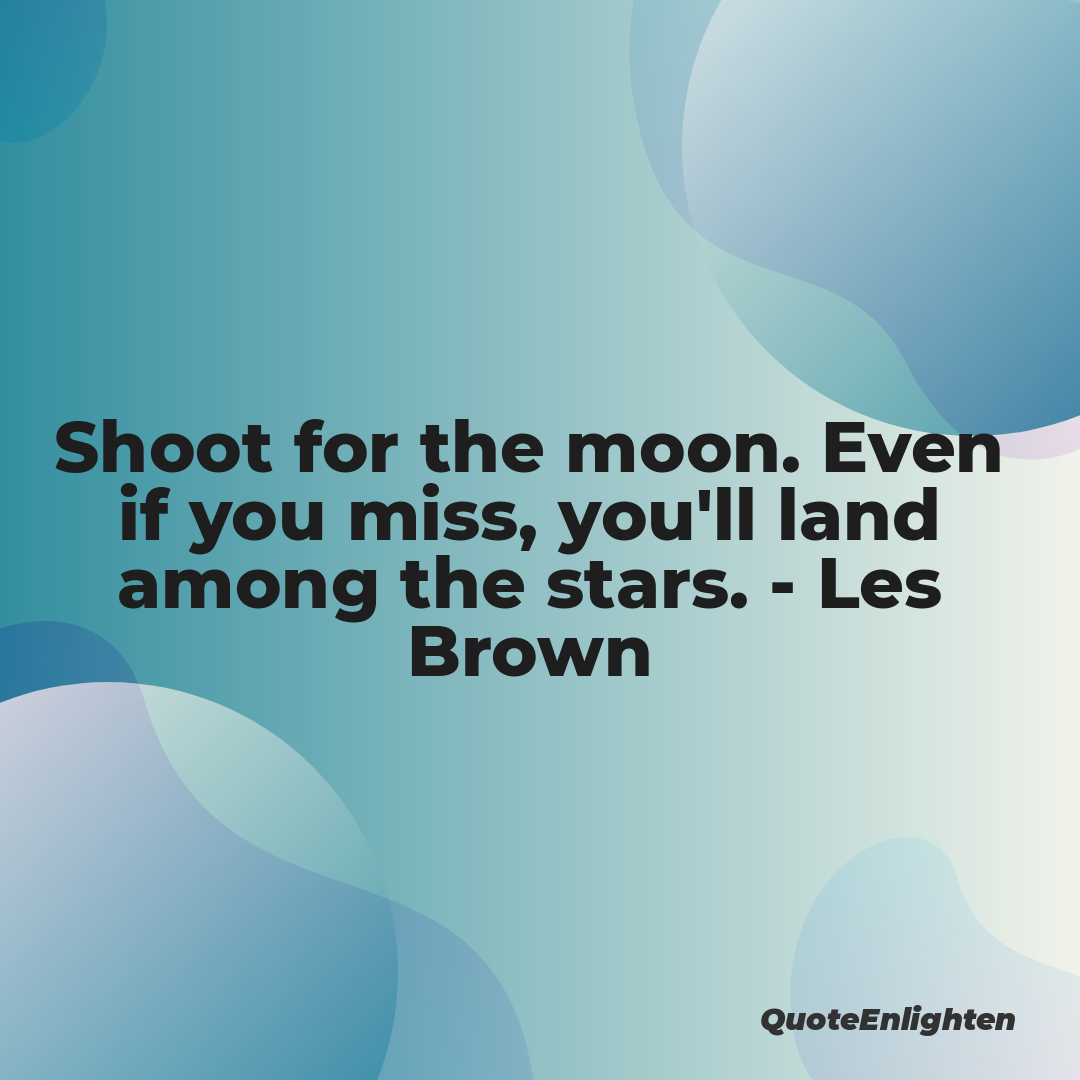 Shoot for the moon. Even
if you miss, you'll land
among the stars. - Les
Brown
QuoteEnlighten